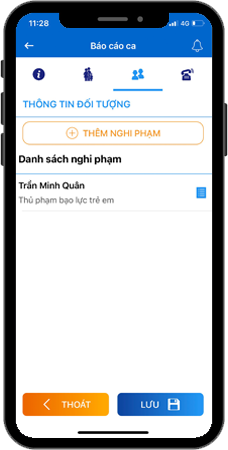 11:28
4G
Báo cáo ca
THÔNG TIN ĐỐI TƯỢNG
THÊM NGHI PHẠM
Danh sách nghi phạm
Trần Minh Quân
Thủ phạm bạo lực trẻ em
THOÁT
LƯU